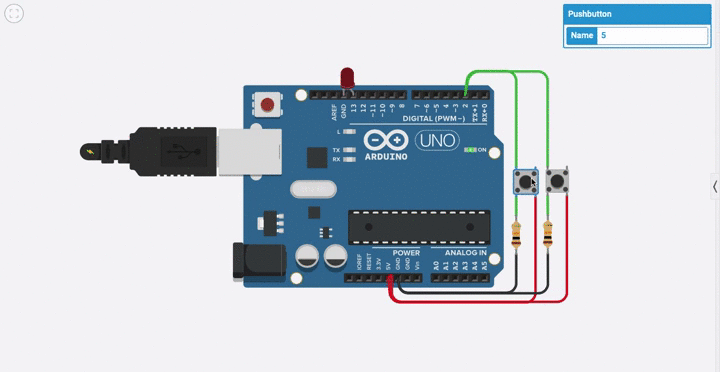 Pushbutton
Name 5
AREF
GND
13
12
~11
~10
~9
8
7
~6
~5
4
~3
2
TX→1
RX←0
DIGITAL (PWM~)
L
TX
RX
UNO
ON
ARDUINO
POWER
ANALOG IN
IOREF
RESET
3.3V
5V
GND
GND
Vin
A0
A1
A2
A3
A4
A5